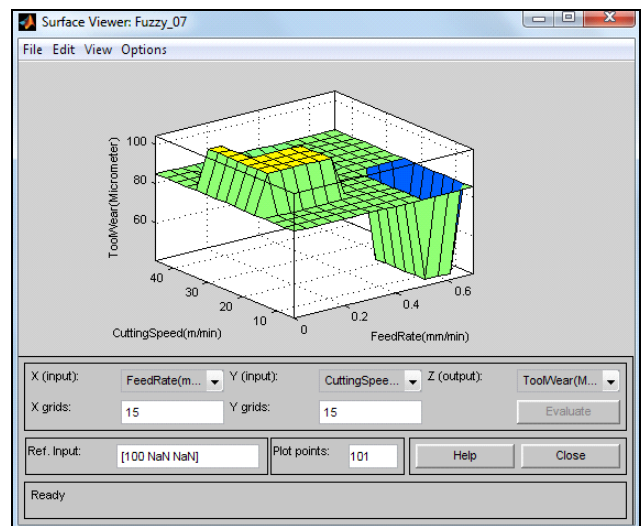 Surface Viewer: Fuzzy_07
File Edit View Options
ToolWear(Micrometer)
100
80
60
40
30
20
10
CuttingSpeed(m/min)
0
0.2
0.4
0.6
FeedRate(mm/min)
X (input): FeedRate(m... Y (input): CuttingSpee... Z (output): ToolWear(M...
X grids: 15 Y grids: 15 Evaluate
Ref. Input: [100 NaN NaN] Plot points: 101 Help Close
Ready